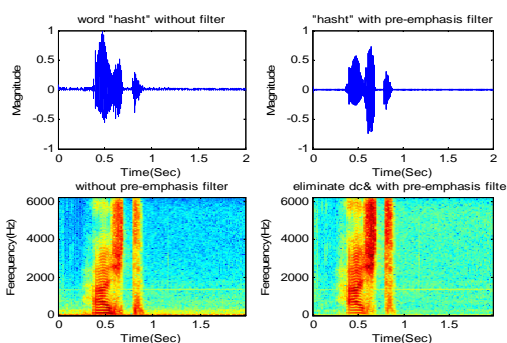 word "hasht" without filter
"hasht" with pre-emphasis filter
Magnitude
1
0.5
0
-0.5
-1
0 0.5 1 1.5 2
Time(Sec)
Magnitude
1
0.5
0
-0.5
-1
0 0.5 1 1.5 2
Time(Sec)
without pre-emphasis filter
eliminate dc& with pre-emphasis filte
Ferequency(Hz)
6000
4000
2000
0
0 0.5 1 1.5
Time(Sec)
Ferequency(Hz)
6000
4000
2000
0
0 0.5 1 1.5
Time(Sec)